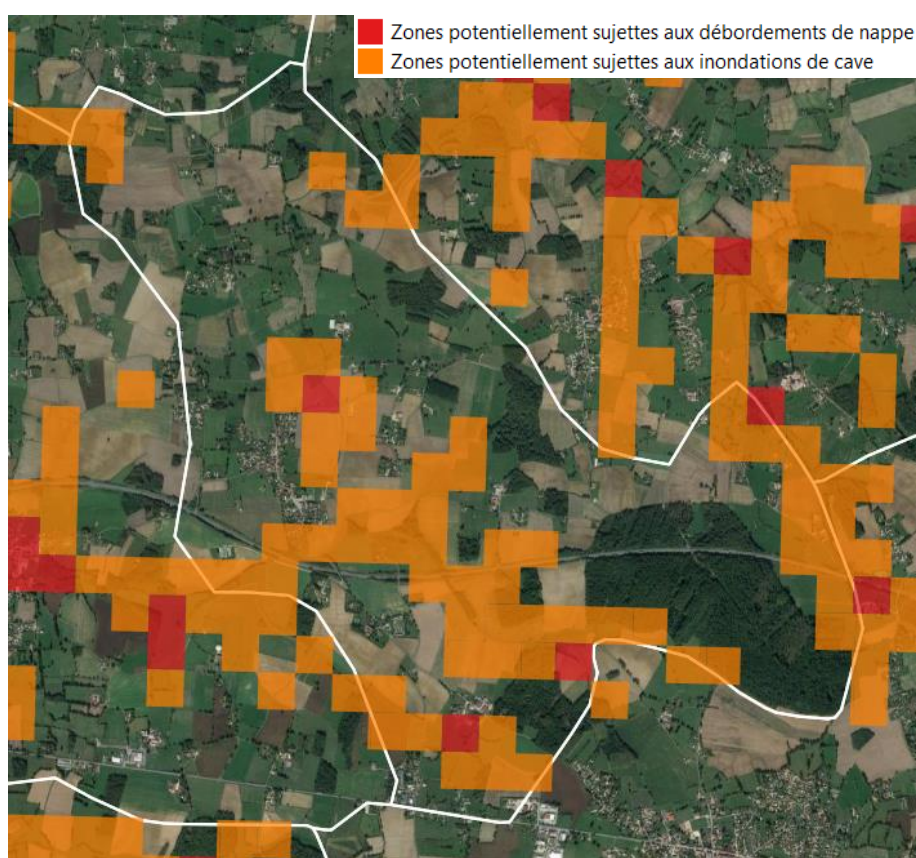 Zones potentiellement sujettes aux débordements de nappe
Zones potentiellement sujettes aux inondations de cave